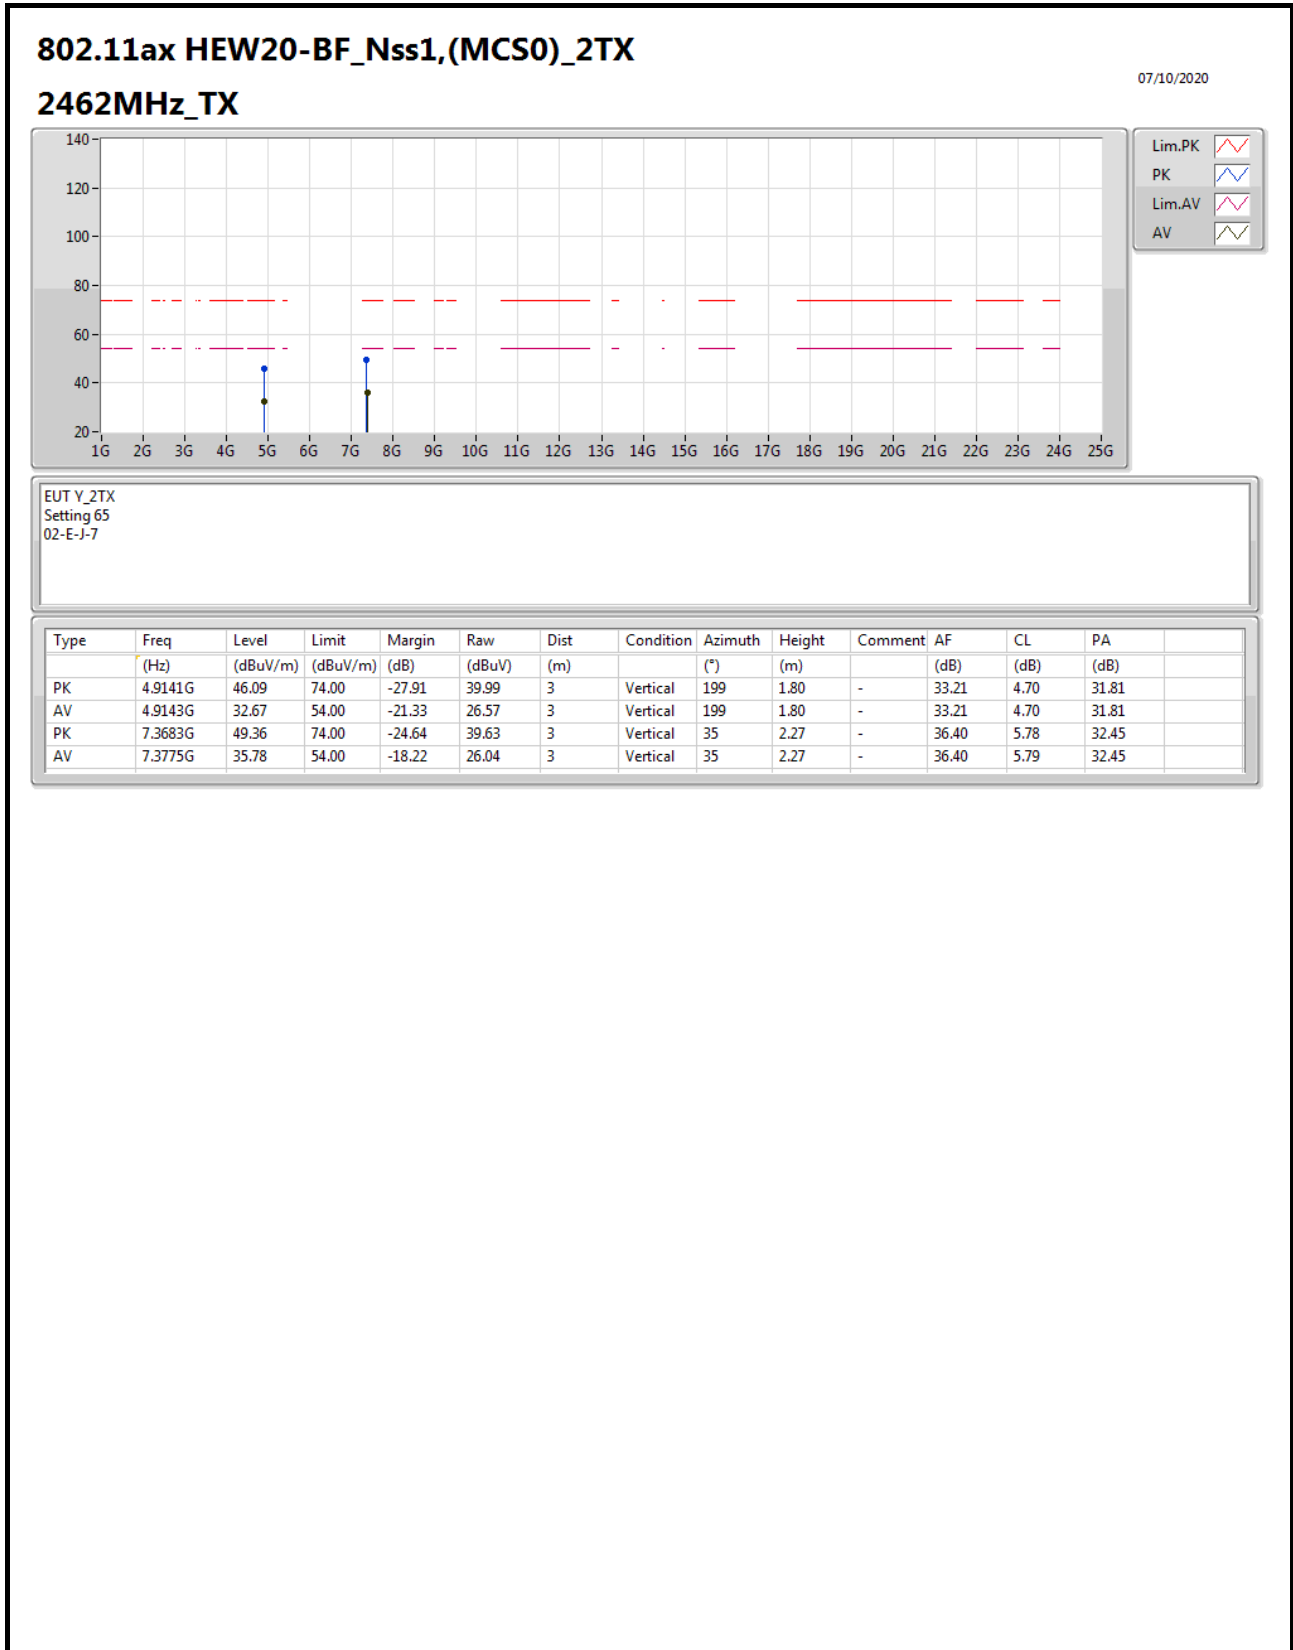 802.11ax HEW20-BF_Nss1,(MCS0)_2TX
07/10/2020
2462MHz_TX
140
120
100
80
60
40
20
1G 2G 3G 4G 5G 6G 7G 8G 9G 10G 11G 12G 13G 14G 15G 16G 17G 18G 19G 20G 21G 22G 23G 24G 25G
Lim.PK
PK
Lim.AV
AV
EUT Y_2TX
Setting 65
02-E-J-7
Type Freq Level Limit Margin Raw Dist Condition Azimuth Height Comment AF CL PA
(Hz) (dBuV/m) (dBuV/m) (dB) (dBuV) (m) (°) (m) (dB) (dB) (dB)
PK 4.9141G 46.09 74.00 -27.91 39.99 3 Vertical 199 1.80 - 33.21 4.70 31.81
AV 4.9143G 32.67 54.00 -21.33 26.57 3 Vertical 199 1.80 - 33.21 4.70 31.81
PK 7.3683G 49.36 74.00 -24.64 39.63 3 Vertical 35 2.27 - 36.40 5.78 32.45
AV 7.3775G 35.78 54.00 -18.22 26.04 3 Vertical 35 2.27 - 36.40 5.79 32.45